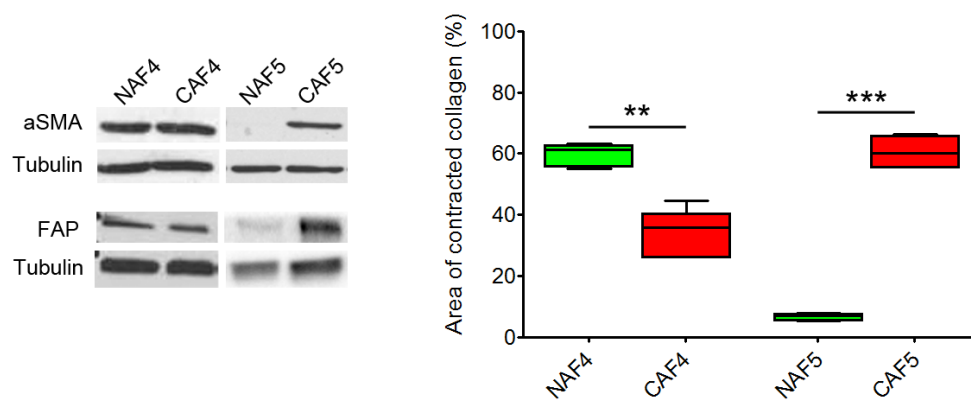 NAF4 CAF4 NAF5 CAF5
aSMA
Tubulin
FAP
Tubulin
Area of contracted collagen (%)
100
80
60
40
20
0
** ***
NAF4 CAF4 NAF5 CAF5